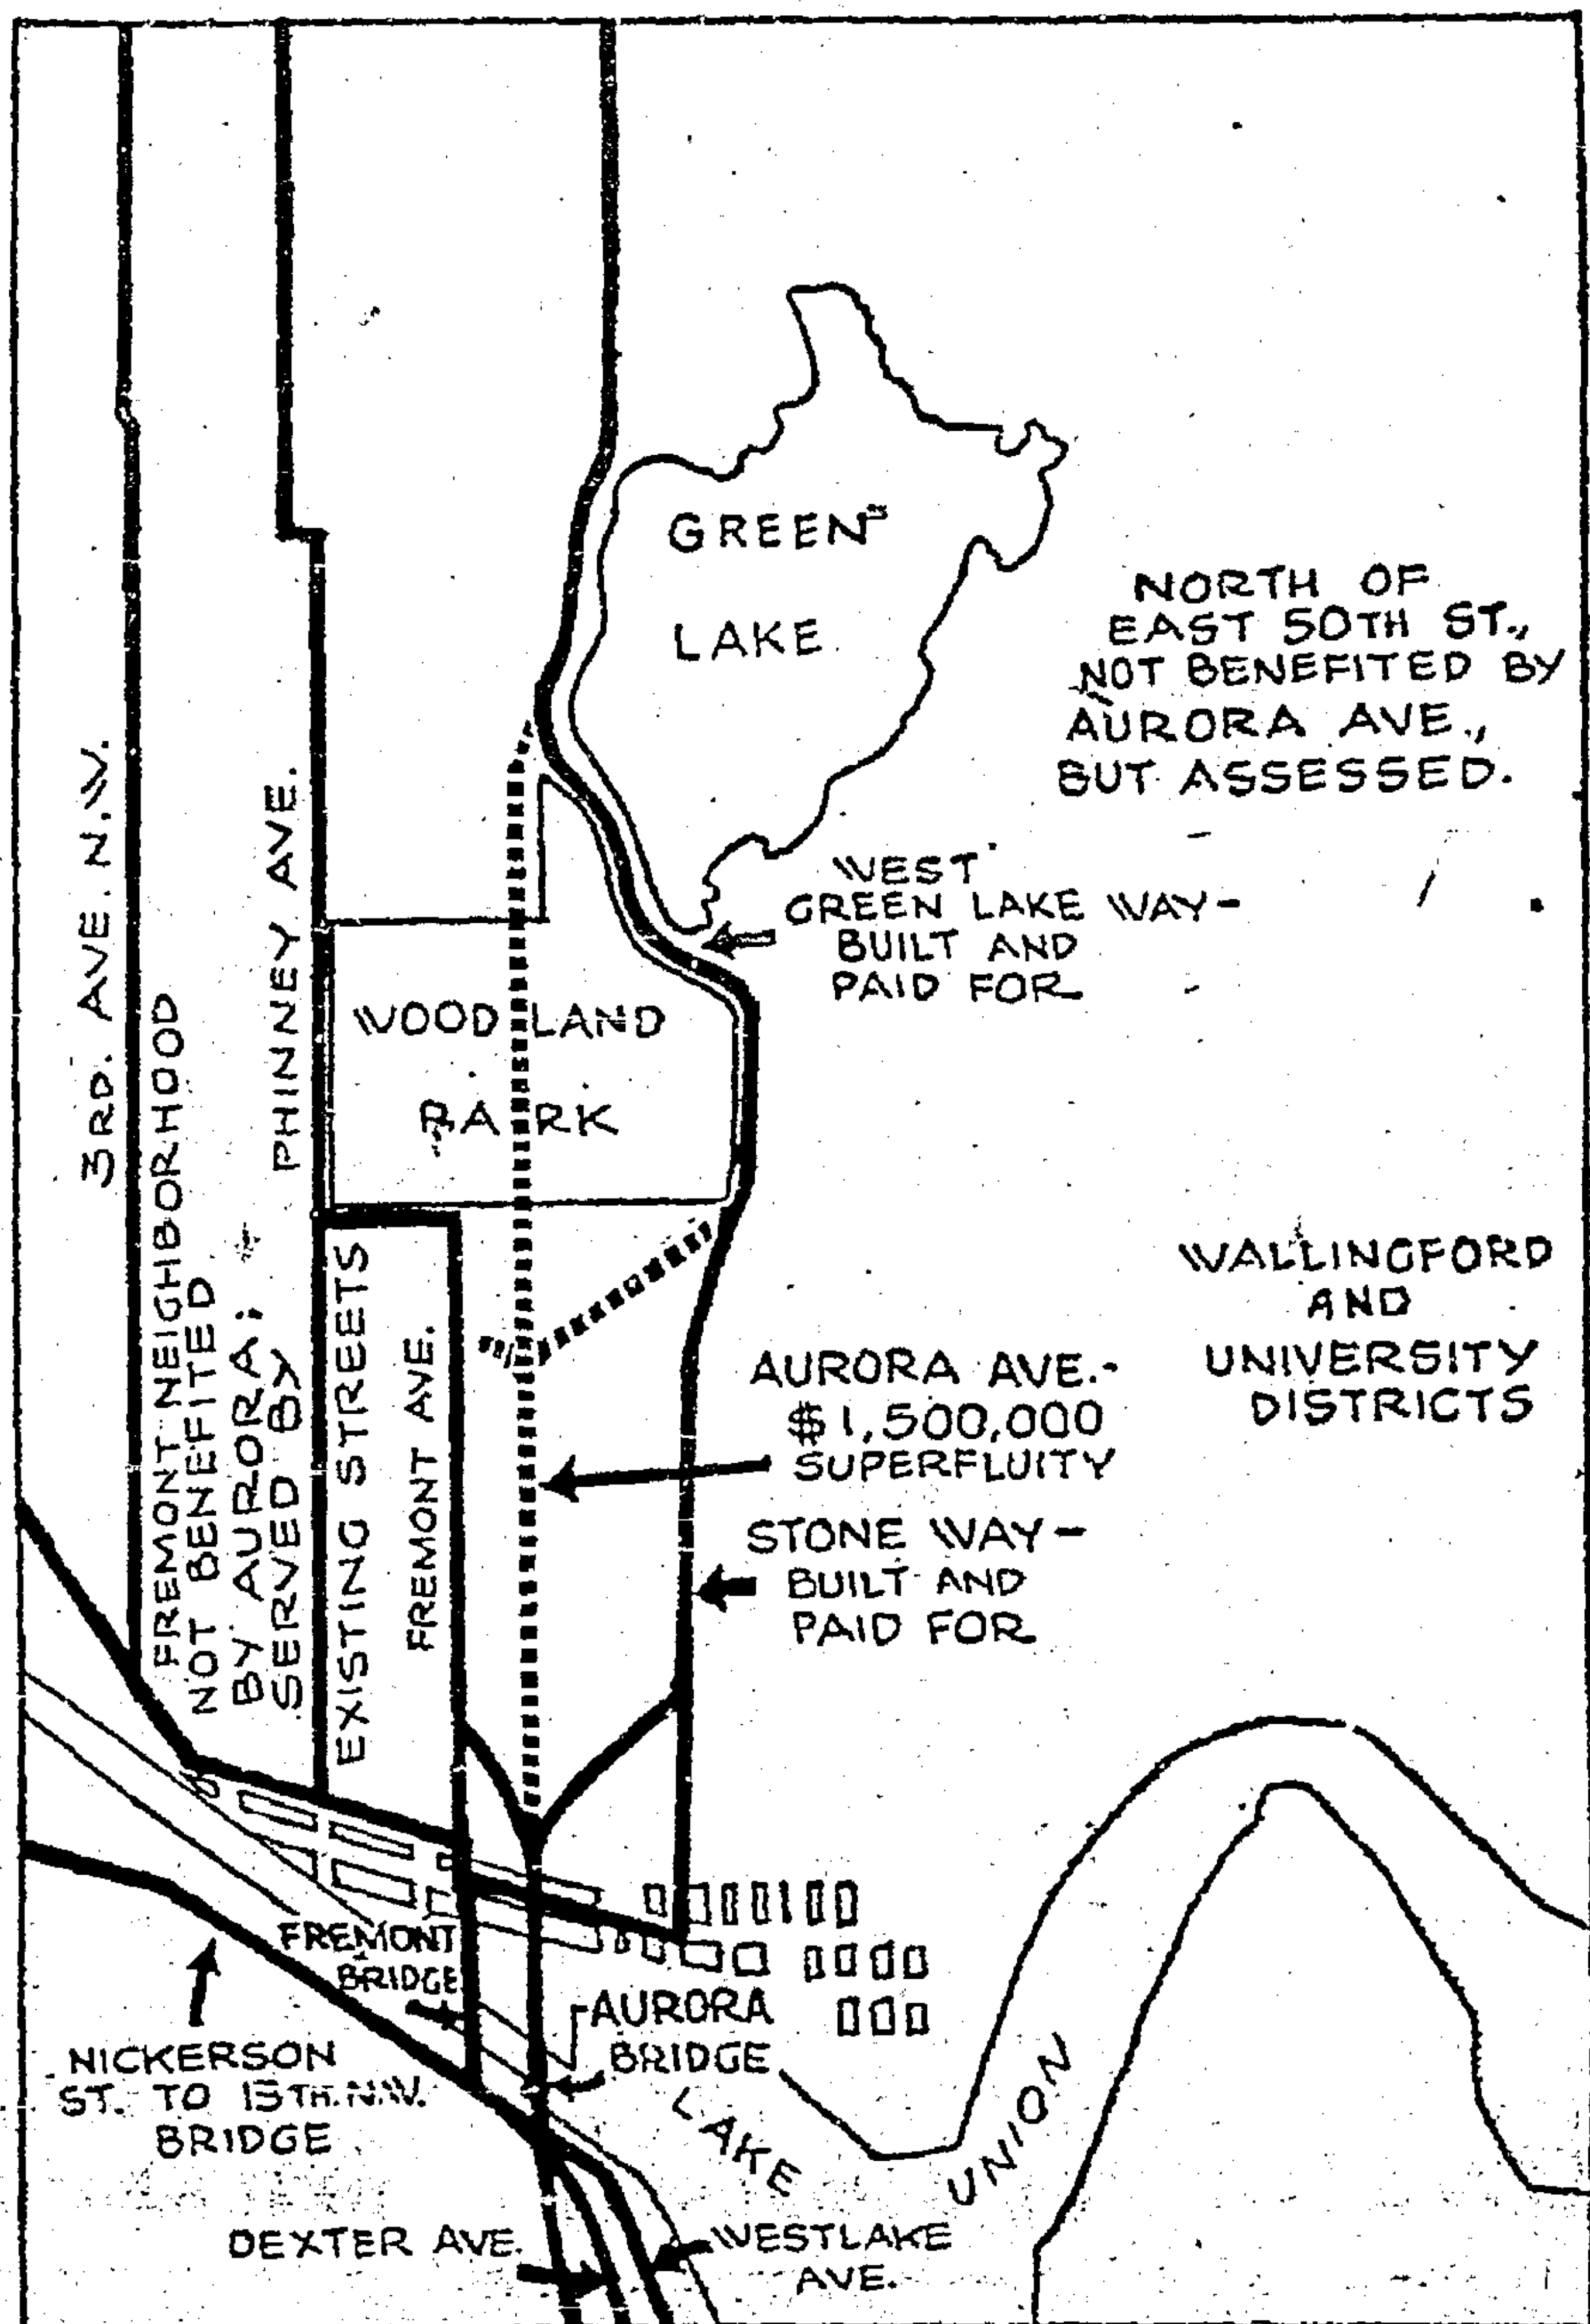 GREEN
LAKE
NORTH OF
EAST 50TH ST.,
NOT BENEFITED BY
AURORA AVE.,
BUT ASSESSED.
3RD. AVE. N.W.
PHINNEY AVE.
WEST
GREEN LAKE WAY-
BUILT AND
PAID FOR
WOODLAND
PARK
FREMONT NEIGHBORHOOD
NOT BENEFITED
BY AURORA;
SERVED BY
EXISTING STREETS
FREMONT AVE.
WALLINGFORD
AND
UNIVERSITY
DISTRICTS
AURORA AVE.-
$1,500,000
SUPERFLUITY
STONE WAY-
BUILT AND
PAID FOR
FREMONT
BRIDGE
AURORA
BRIDGE
NICKERSON
ST. TO 15TH.N.W.
BRIDGE
LAKE
UNION
DEXTER AVE.
WESTLAKE
AVE.